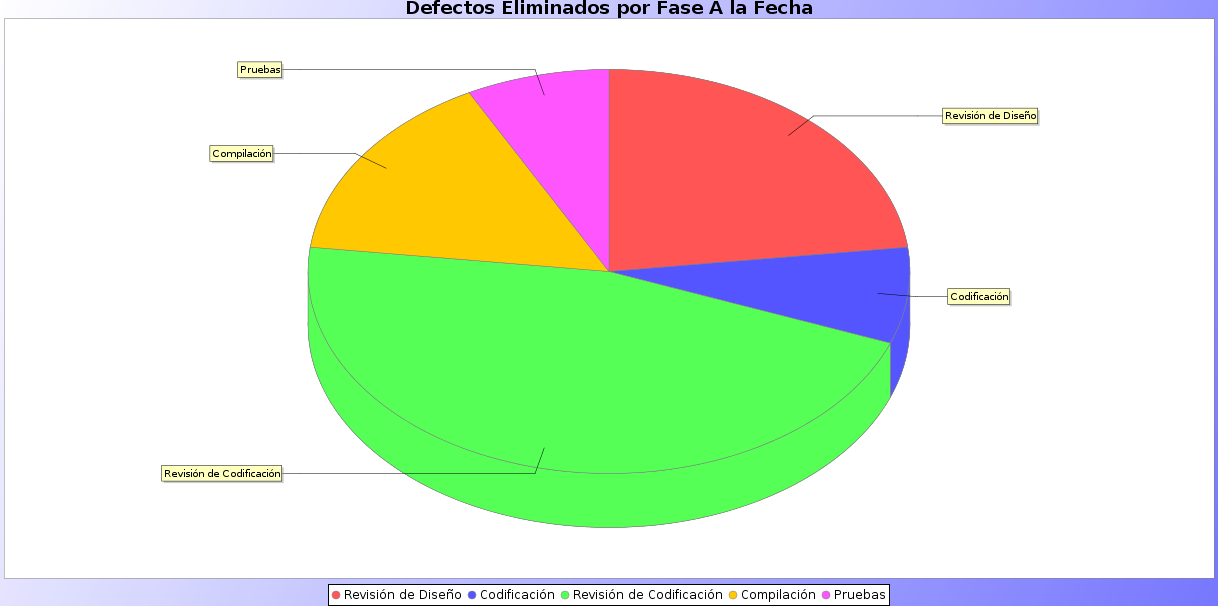 Defectos Eliminados por Fase A la Fecha
Pruebas
Revisión de Diseño
Compilación
Codificación
Revisión de Codificación
Revisión de Diseño Codificación Revisión de Codificación Compilación Pruebas